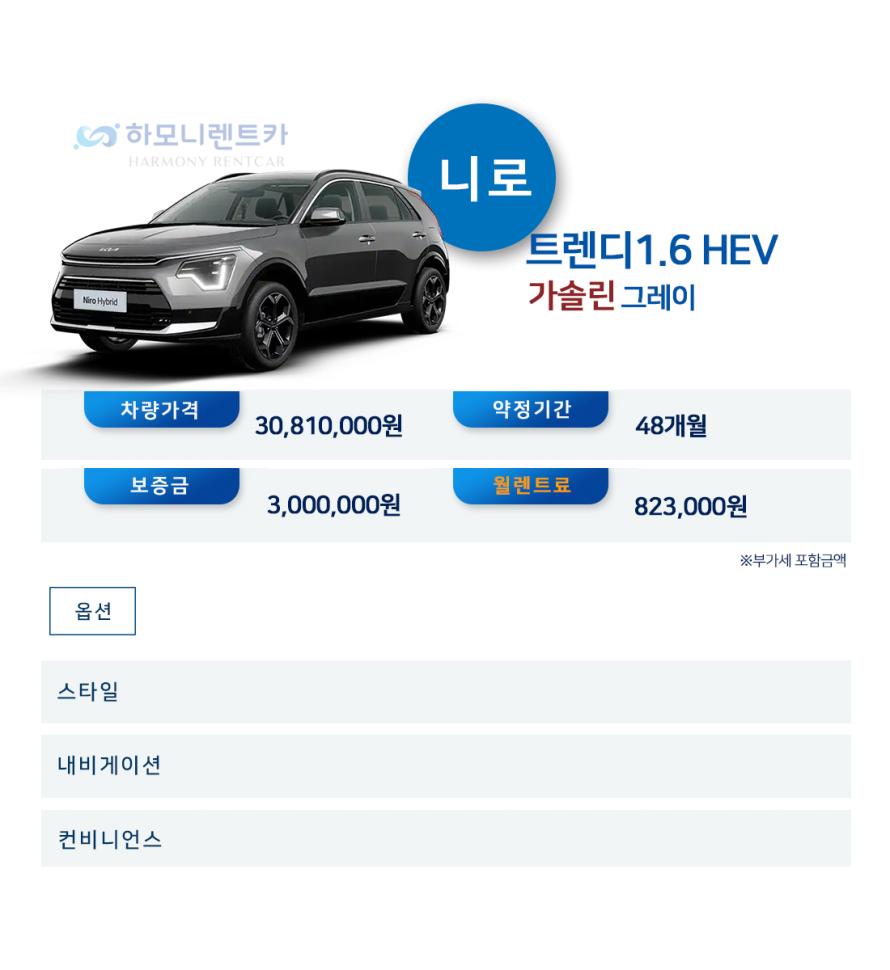 하모니렌트카
HARMONY RENTCAR
니로
트렌디1.6 HEV
가솔린 그레이
Niro Hybrid
차량가격 30,810,000원 약정기간 48개월
보증금 3,000,000원 월렌트료 823,000원
※부가세 포함금액
옵션
스타일
내비게이션
컨비니언스